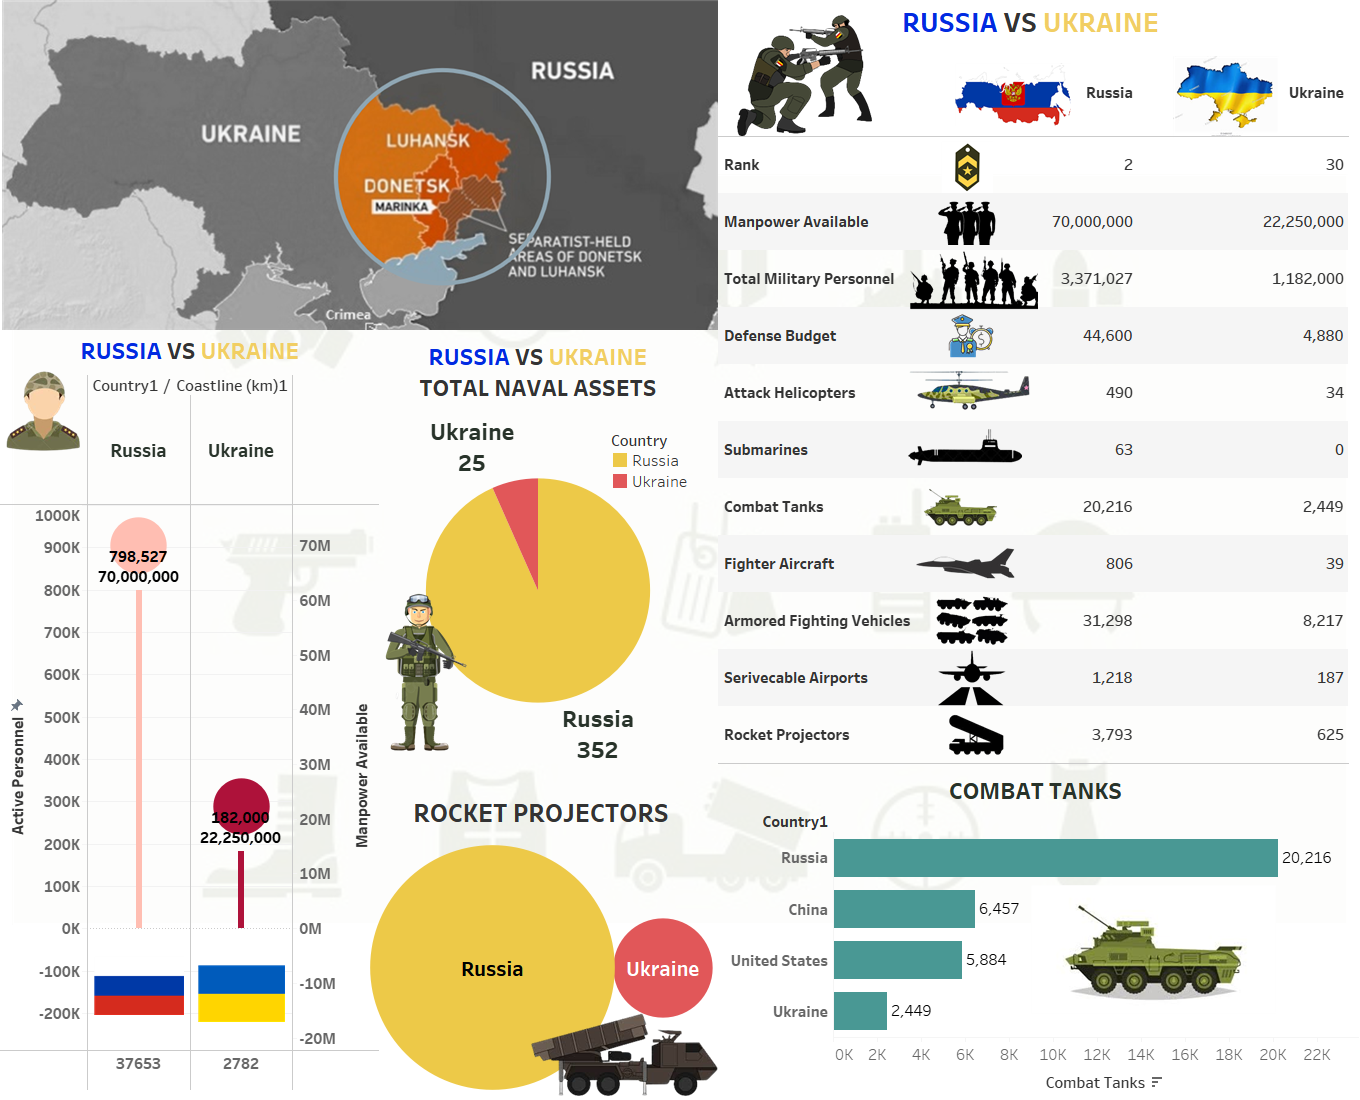 RUSSIA
UKRAINE
LUHANSK
DONETSK
MARINKA
SEPARATIST-HELD
AREAS OF DONETSK
AND LUHANSK
Crimea
RUSSIA VS UKRAINE
Russia
Ukraine
Rank 2 30
Manpower Available 70,000,000 22,250,000
Total Military Personnel 3,371,027 1,182,000
Defense Budget 44,600 4,880
Attack Helicopters 490 34
Submarines 63 0
Combat Tanks 20,216 2,449
Fighter Aircraft 806 39
Armored Fighting Vehicles 31,298 8,217
Serivecable Airports 1,218 187
Rocket Projectors 3,793 625
RUSSIA VS UKRAINE
Country1 / Coastline (km)1
Russia Ukraine
1000K
900K
800K
700K
600K
500K
400K
300K
200K
100K
0K
-100K
-200K
Active Personnel
798,527
70,000,000
182,000
22,250,000
70M
60M
50M
40M
30M
20M
10M
0M
-10M
-20M
Manpower Available
37653 2782
RUSSIA VS UKRAINE
TOTAL NAVAL ASSETS
Ukraine
25
Country
Russia
Ukraine
Russia
352
ROCKET PROJECTORS
Russia
Ukraine
COMBAT TANKS
Country1
Russia 20,216
China 6,457
United States 5,884
Ukraine 2,449
0K 2K 4K 6K 8K 10K 12K 14K 16K 18K 20K 22K
Combat Tanks